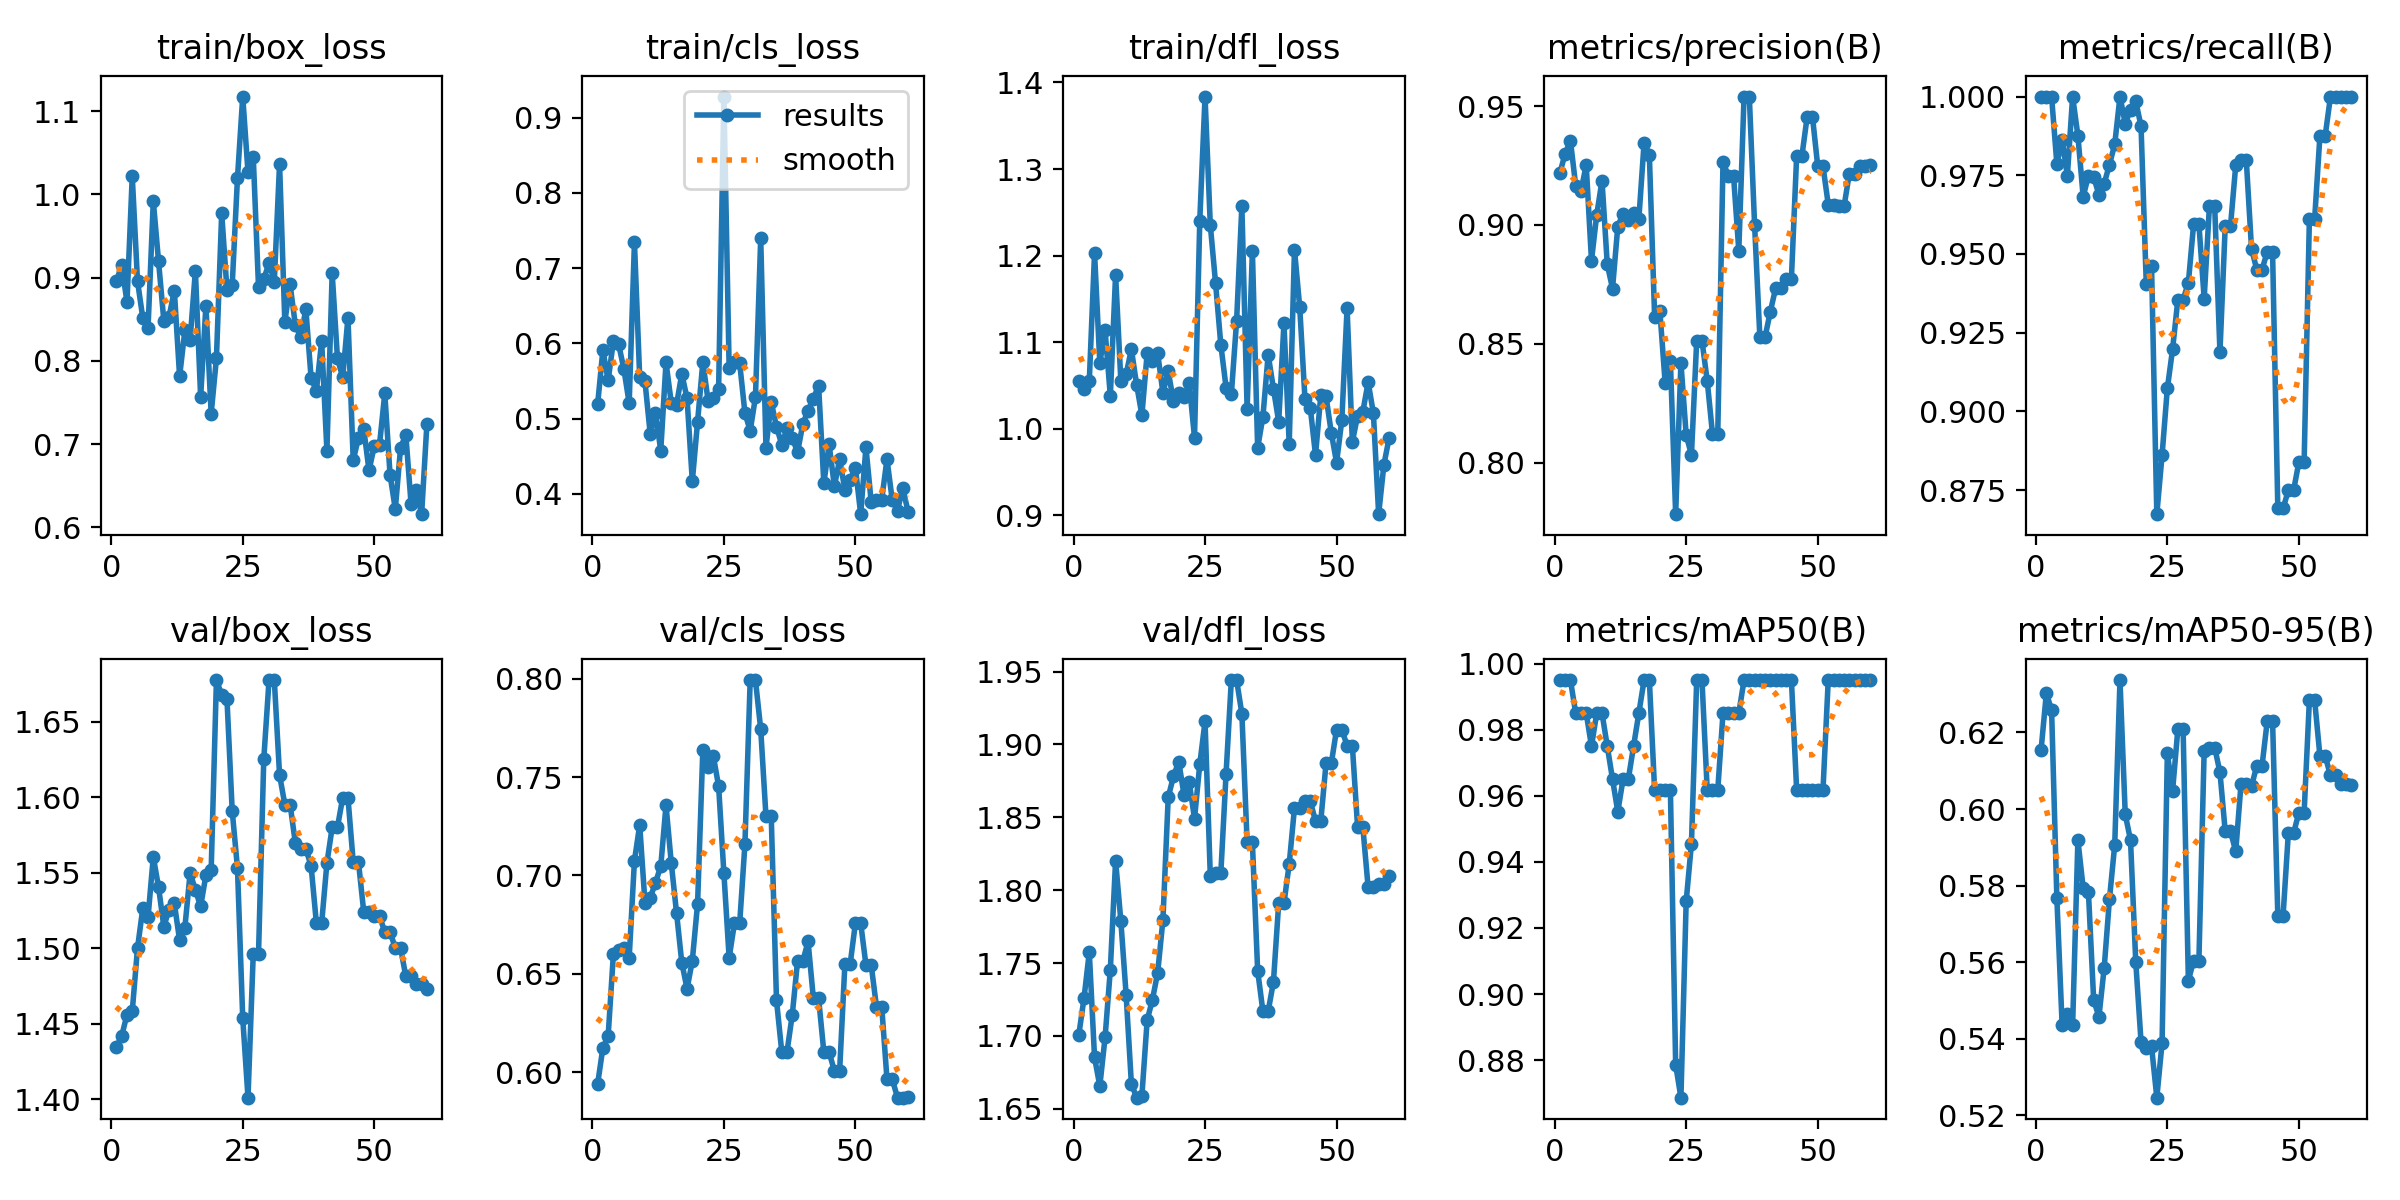 train/box_loss
train/cls_loss
train/dfl_loss
metrics/precision(B)
metrics/recall(B)
1.1
1.0
0.9
0.8
0.7
0.6
0 25 50
0.9
0.8
0.7
0.6
0.5
0.4
0 25 50
results
smooth
1.4
1.3
1.2
1.1
1.0
0.9
0 25 50
0.95
0.90
0.85
0.80
0 25 50
1.000
0.975
0.950
0.925
0.900
0.875
0 25 50
val/box_loss
val/cls_loss
val/dfl_loss
metrics/mAP50(B)
metrics/mAP50-95(B)
1.65
1.60
1.55
1.50
1.45
1.40
0 25 50
0.80
0.75
0.70
0.65
0.60
0 25 50
1.95
1.90
1.85
1.80
1.75
1.70
1.65
0 25 50
1.00
0.98
0.96
0.94
0.92
0.90
0.88
0 25 50
0.62
0.60
0.58
0.56
0.54
0.52
0 25 50